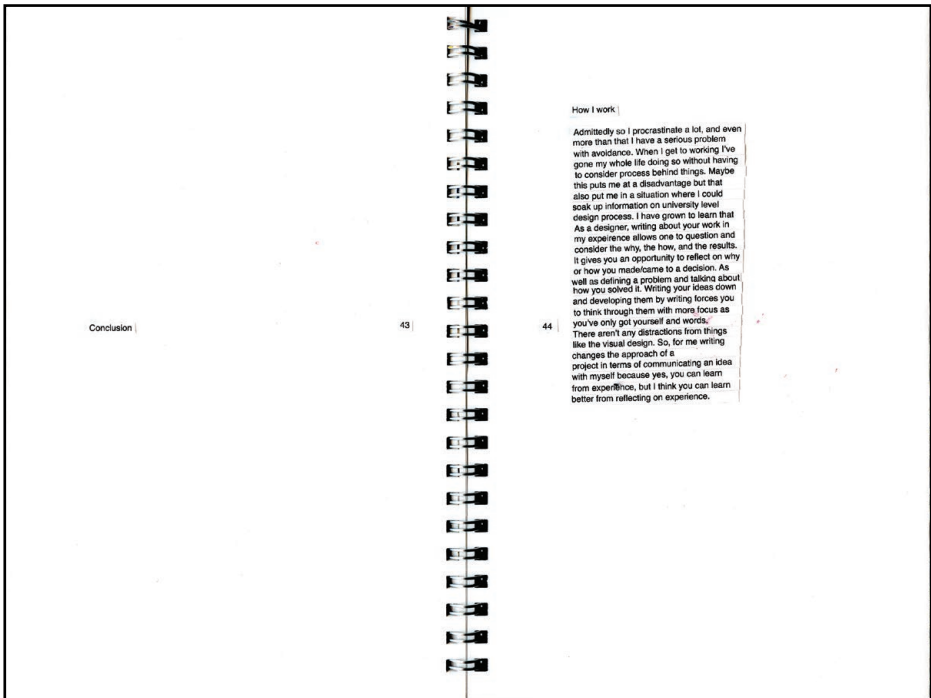 Conclusion
43
44
How I work
Admittedly so I procrastinate a lot, and even
more than that I have a serious problem
with avoidance. When I get to working I've
gone my whole life doing so without having
to consider process behind things. Maybe
this puts me at a disadvantage but that
also put me in a situation where I could
soak up information on university level
design process. I have grown to learn that
As a designer, writing about your work in
my expeirence allows one to question and
consider the why, the how, and the results.
It gives you an opportunity to reflect on why
or how you made/came to a decision. As
well as defining a problem and talking about
how you solved it. Writing your ideas down
and developing them by writing forces you
to think through them with more focus as
you've only got yourself and words.
There aren't any distractions from things
like the visual design. So, for me writing
changes the approach of a
project in terms of communicating an idea
with myself because yes, you can learn
from experience, but I think you can learn
better from reflecting on experience.